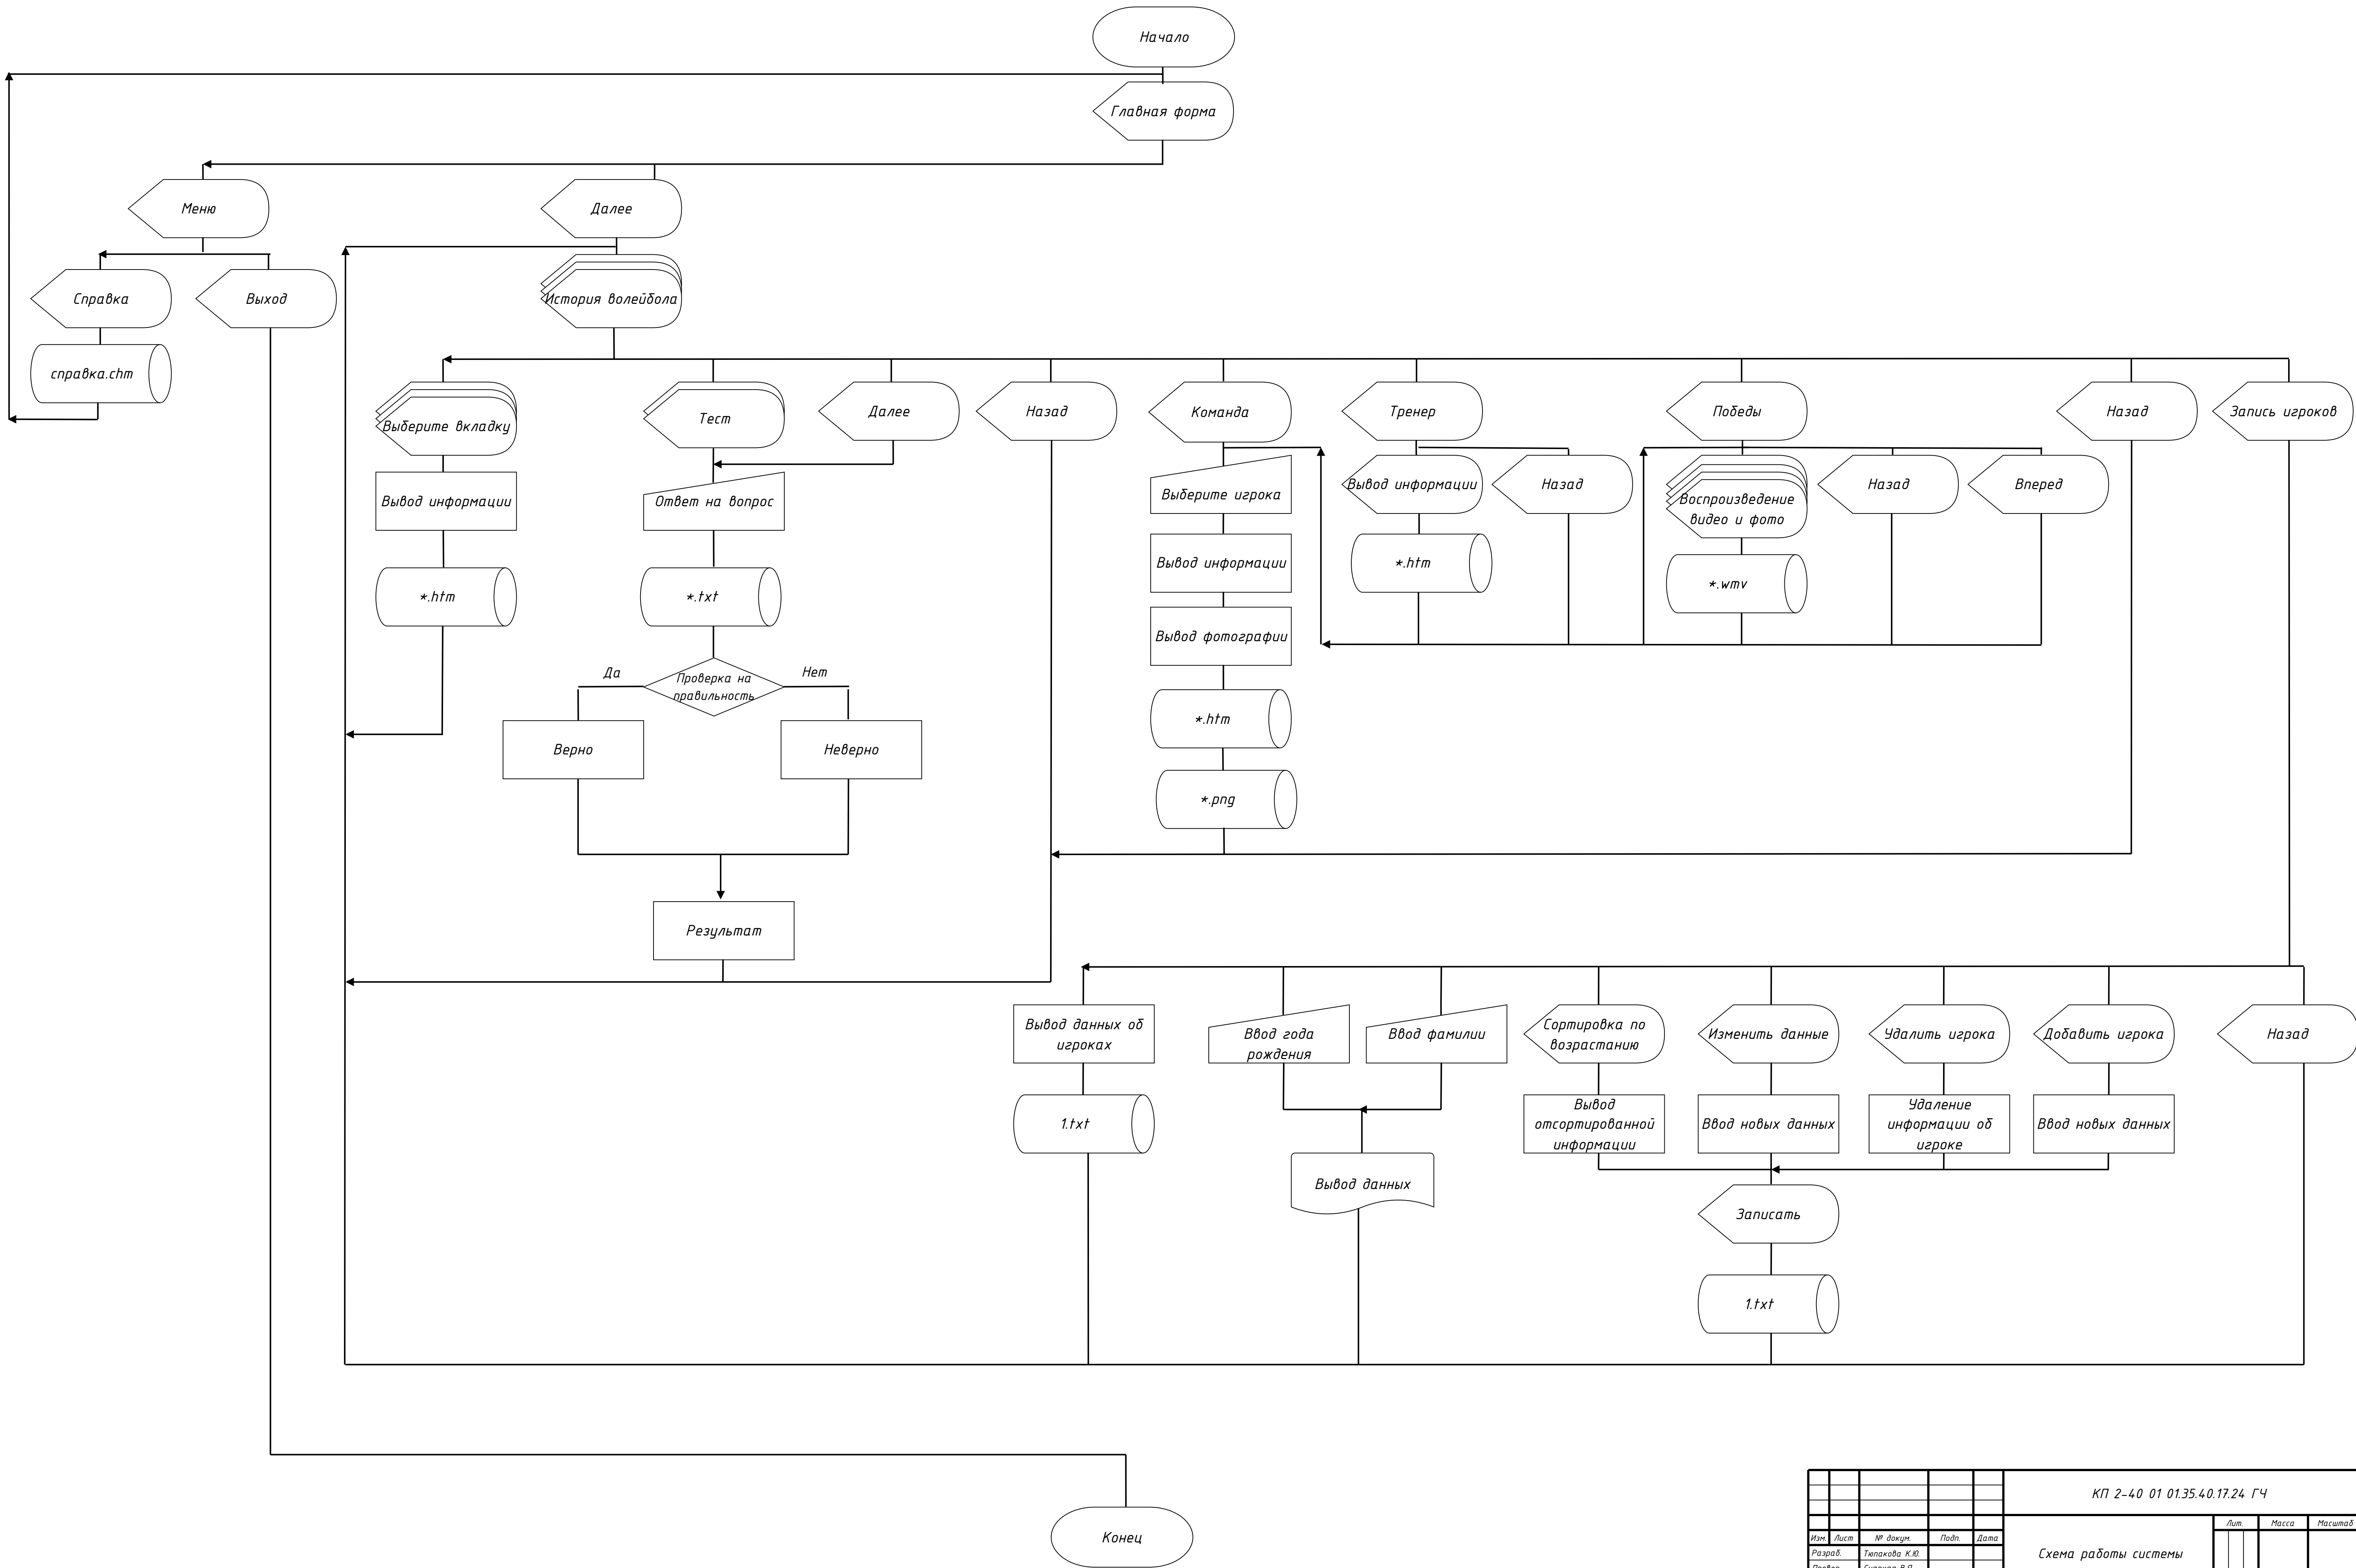 Начало
Главная форма
Меню
Далее
Справка
Выход
История волейбола
справка.chm
Выберите вкладку
Тест
Далее
Назад
Команда
Тренер
Победы
Назад
Запись игроков
Вывод информации
Ответ на вопрос
Выберите игрока
Вывод информации
Назад
Воспроизведение
видео и фото
Назад
Вперед
Вывод информации
*.htm
*.wmv
*.htm
*.txt
Вывод фотографии
Да
Нет
Проверка на
правильность
*.htm
Верно
Неверно
*.png
Результат
Вывод данных об
игроках
Ввод года
рождения
Ввод фамилии
Сортировка по
возрастанию
Изменить данные
Удалить игрока
Добавить игрока
Назад
1.txt
Вывод
отсортированной
информации
Ввод новых данных
Удаление
информации об
игроке
Ввод новых данных
Вывод данных
Записать
1.txt
КП 2-40 01 01.35.40.17.24 ГЧ
Лит.
Масса
Масштаб
Изм.
Лист
№ докум.
Подп.
Дата
Разраб.
Тюпакова К.Ю.
Схема работы системы
Конец